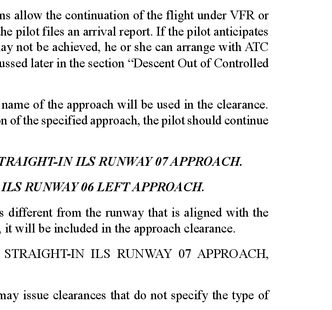 ns allow the continuation of the flight under VFR or
he pilot files an arrival report. If the pilot anticipates
ay not be achieved, he or she can arrange with ATC
ussed later in the section “Descent Out of Controlled
name of the approach will be used in the clearance.
n of the specified approach, the pilot should continue
TRAIGHT-IN ILS RUNWAY 07 APPROACH.
ILS RUNWAY 06 LEFT APPROACH.
s different from the runway that is aligned with the
, it will be included in the approach clearance.
STRAIGHT-IN ILS RUNWAY 07 APPROACH,
may issue clearances that do not specify the type of